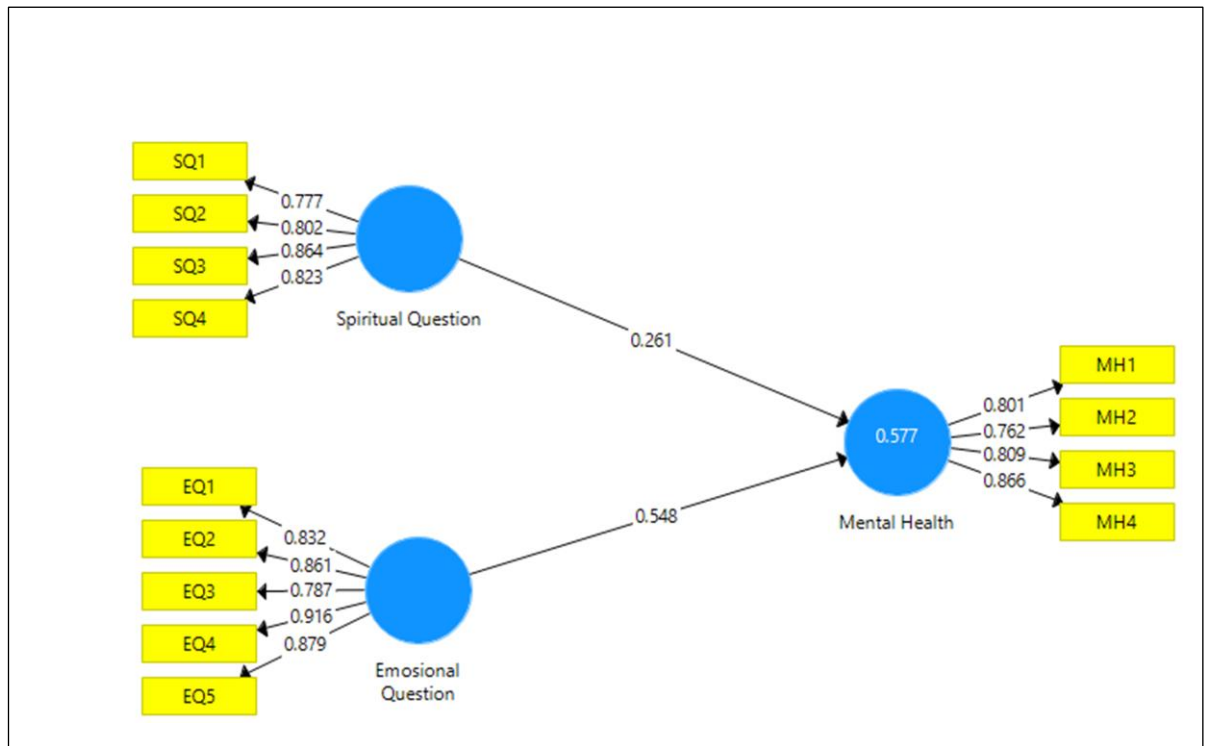 SQ1
SQ2
SQ3
SQ4
0.777
0.802
0.864
0.823
Spiritual Question
0.261
EQ1
EQ2
EQ3
EQ4
EQ5
0.832
0.861
0.787
0.916
0.879
Emosional
Question
0.548
0.577
Mental Health
0.801
0.762
0.809
0.866
MH1
MH2
MH3
MH4